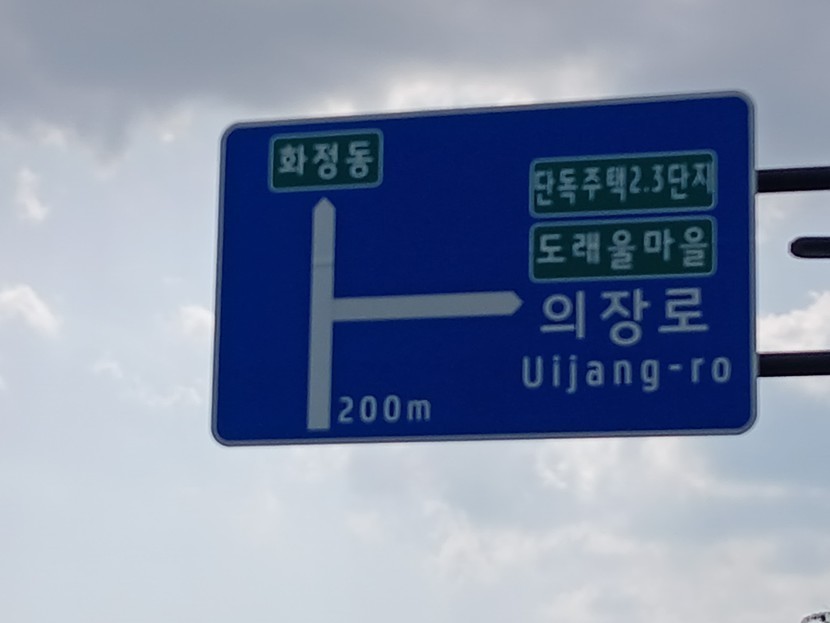 화정동
단독주택2.3단지
도래울마을
의장로
Uijang-ro
200m